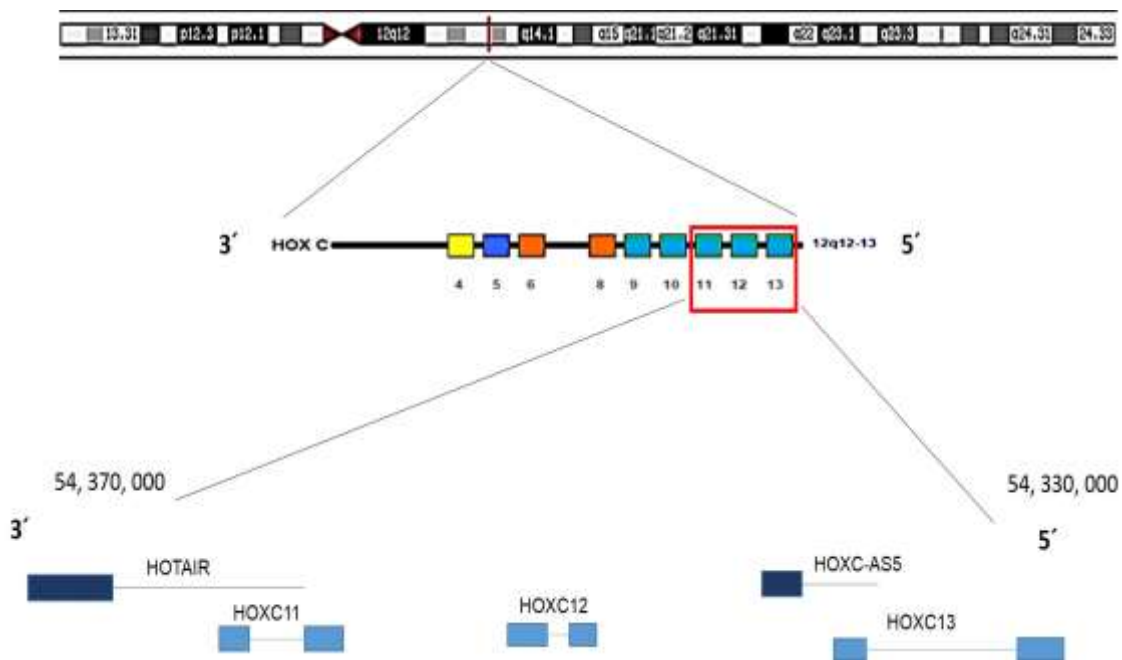 13.31 p12.3 p12.1 12q12 q14.1 q15 q21.1 q21.2 q21.31 q22 q23.1 q23.3 q24.31 24.33
3´ HOX C 12q12-13 5´
4 5 6 8 9 10 11 12 13
54, 370, 000 54, 330, 000
3´ 5´
HOTAIR HOXC-AS5
HOXC11 HOXC12 HOXC13